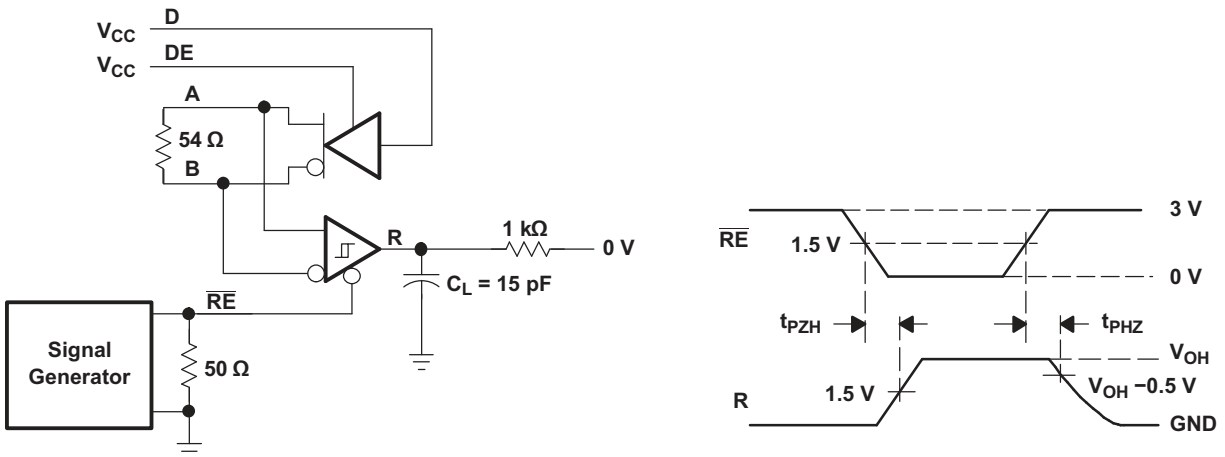 V_CC D
V_CC DE
A
54 Ω
B
R
1 kΩ
0 V
C_L = 15 pF
RE
Signal
Generator
50 Ω
3 V
RE
1.5 V
0 V
t_PZH
t_PHZ
V_OH
V_OH −0.5 V
1.5 V
R
GND